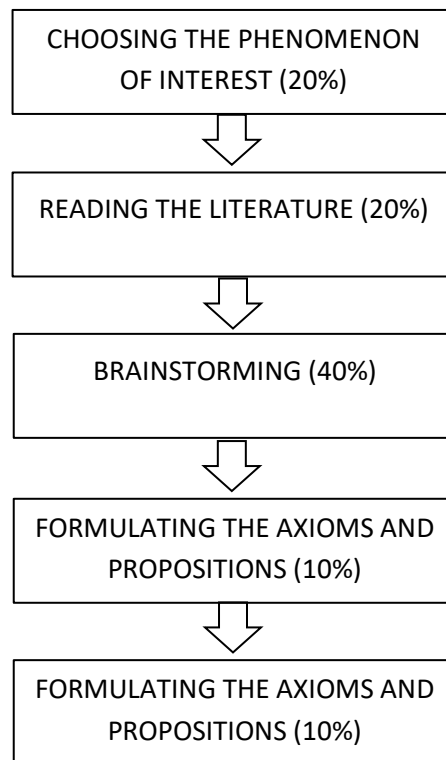 CHOOSING THE PHENOMENON
OF INTEREST (20%)
READING THE LITERATURE (20%)
BRAINSTORMING (40%)
FORMULATING THE AXIOMS AND
PROPOSITIONS (10%)
FORMULATING THE AXIOMS AND
PROPOSITIONS (10%)